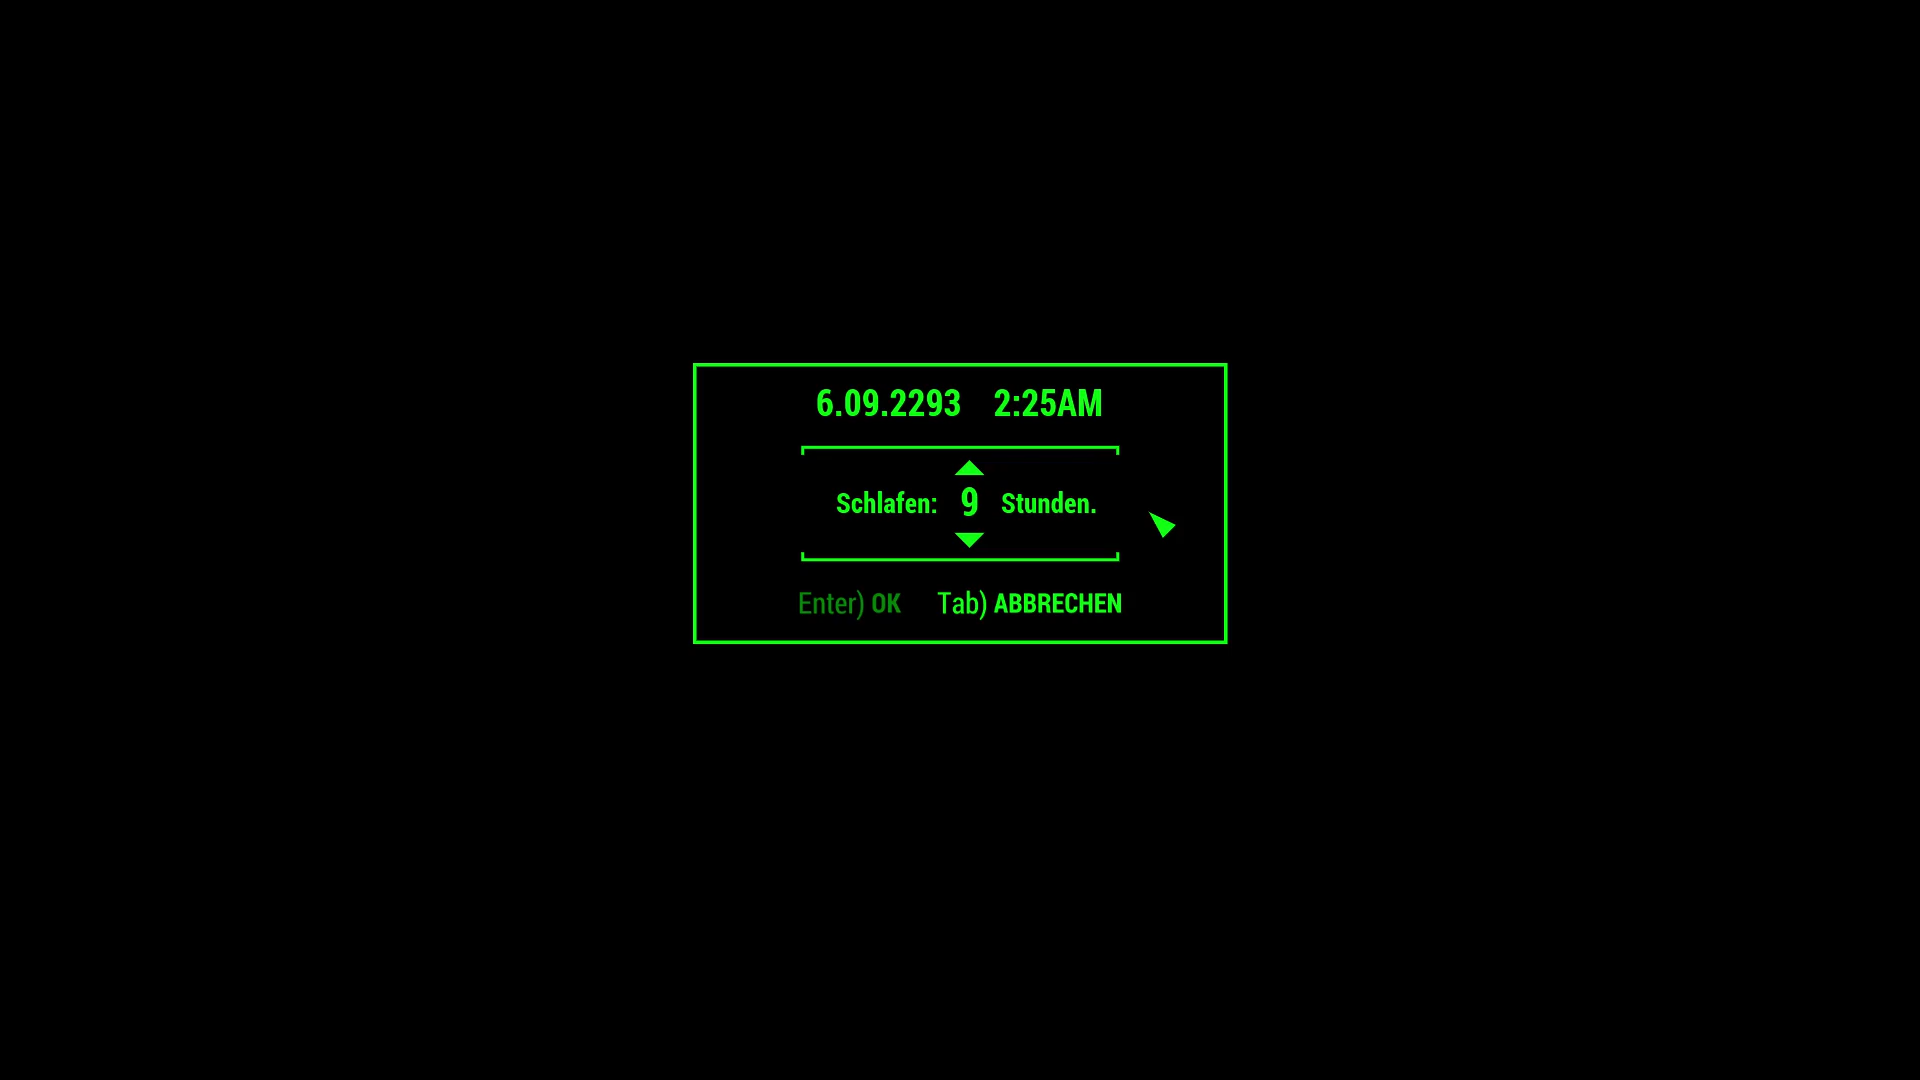 6.09.2293 2:25AM
Schlafen: 9 Stunden.
Enter) OK Tab) ABBRECHEN